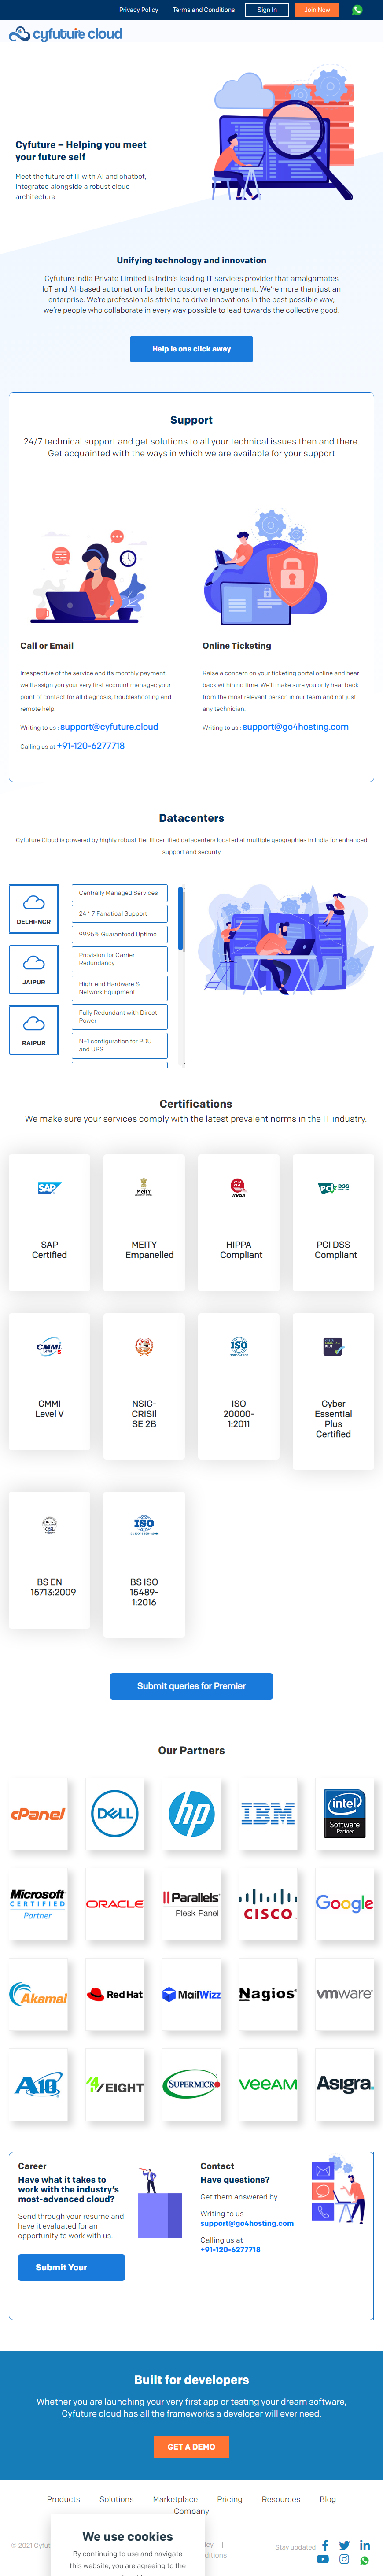 Privacy Policy Terms and Conditions Sign In Join Now
cyfuture cloud
Cyfuture – Helping you meet
your future self
Meet the future of IT with AI and chatbot,
integrated alongside a robust cloud
architecture
Unifying technology and innovation
Cyfuture India Private Limited is India's leading IT services provider that amalgamates
IoT and AI-based automation for better customer engagement. We're more than just an
enterprise. We're professionals striving to drive innovations in the best possible way;
we're people who collaborate in every way possible to lead towards the collective good.
Help is one click away
Support
24/7 technical support and get solutions to all your technical issues then and there.
Get acquainted with the ways in which we are available for your support
Call or Email
Irrespective of the service and its monthly payment,
we'll assign you your very first account manager; your
point of contact for all diagnosis, troubleshooting and
remote help.
Writing to us : support@cyfuture.cloud
Calling us at +91-120-6277718
Online Ticketing
Raise a concern on your ticketing portal online and hear
back within no time. We'll make sure you only hear back
from the most relevant person in our team and not just
any technician.
Writing to us : support@go4hosting.com
Datacenters
Cyfuture Cloud is powered by highly robust Tier III certified datacenters located at multiple geographies in India for enhanced
support and security
DELHI-NCR
JAIPUR
RAIPUR
Centrally Managed Services
24 * 7 Fanatical Support
99.95% Guaranteed Uptime
Provision for Carrier
Redundancy
High-end Hardware &
Network Equipment
Fully Redundant with Direct
Power
N+1 configuration for PDU
and UPS
Certifications
We make sure your services comply with the latest prevalent norms in the IT industry.
SAP
SAP
Certified
MeitY
MEITY
Empanelled
HIPPA
Compliant
PCI DSS
PCI DSS
Compliant
CMMI 5
CMMI
Level V
NSIC-
CRISIl
SE 2B
ISO
ISO
20000-
1:2011
Cyber
Essential
Plus
Certified
BS EN
15713:2009
ISO
BS ISO
15489-
1:2016
Submit queries for Premier
Our Partners
cPanel
DELL
hp
IBM
intel
Software
Partner
Microsoft
CERTIFIED
Partner
ORACLE
Parallels
Plesk Panel
CISCO
Google
Akamai
Red Hat
MailWizz
Nagios
vmware
A10
4/EIGHT
SUPERMICRO
veeAM
Asigra
Career
Have what it takes to
work with the industry's
most-advanced cloud?
Send through your resume and
have it evaluated for an
opportunity to work with us.
Submit Your
Contact
Have questions?
Get them answered by
Writing to us
support@go4hosting.com
Calling us at
+91-120-6277718
Built for developers
Whether you are launching your very first app or testing your dream software,
Cyfuture cloud has all the frameworks a developer will ever need.
GET A DEMO
Products Solutions Marketplace Pricing Resources Blog
Company
© 2021 Cyfut
Stay updated
We use cookies
By continuing to use and navigate
this website, you are agreeing to the